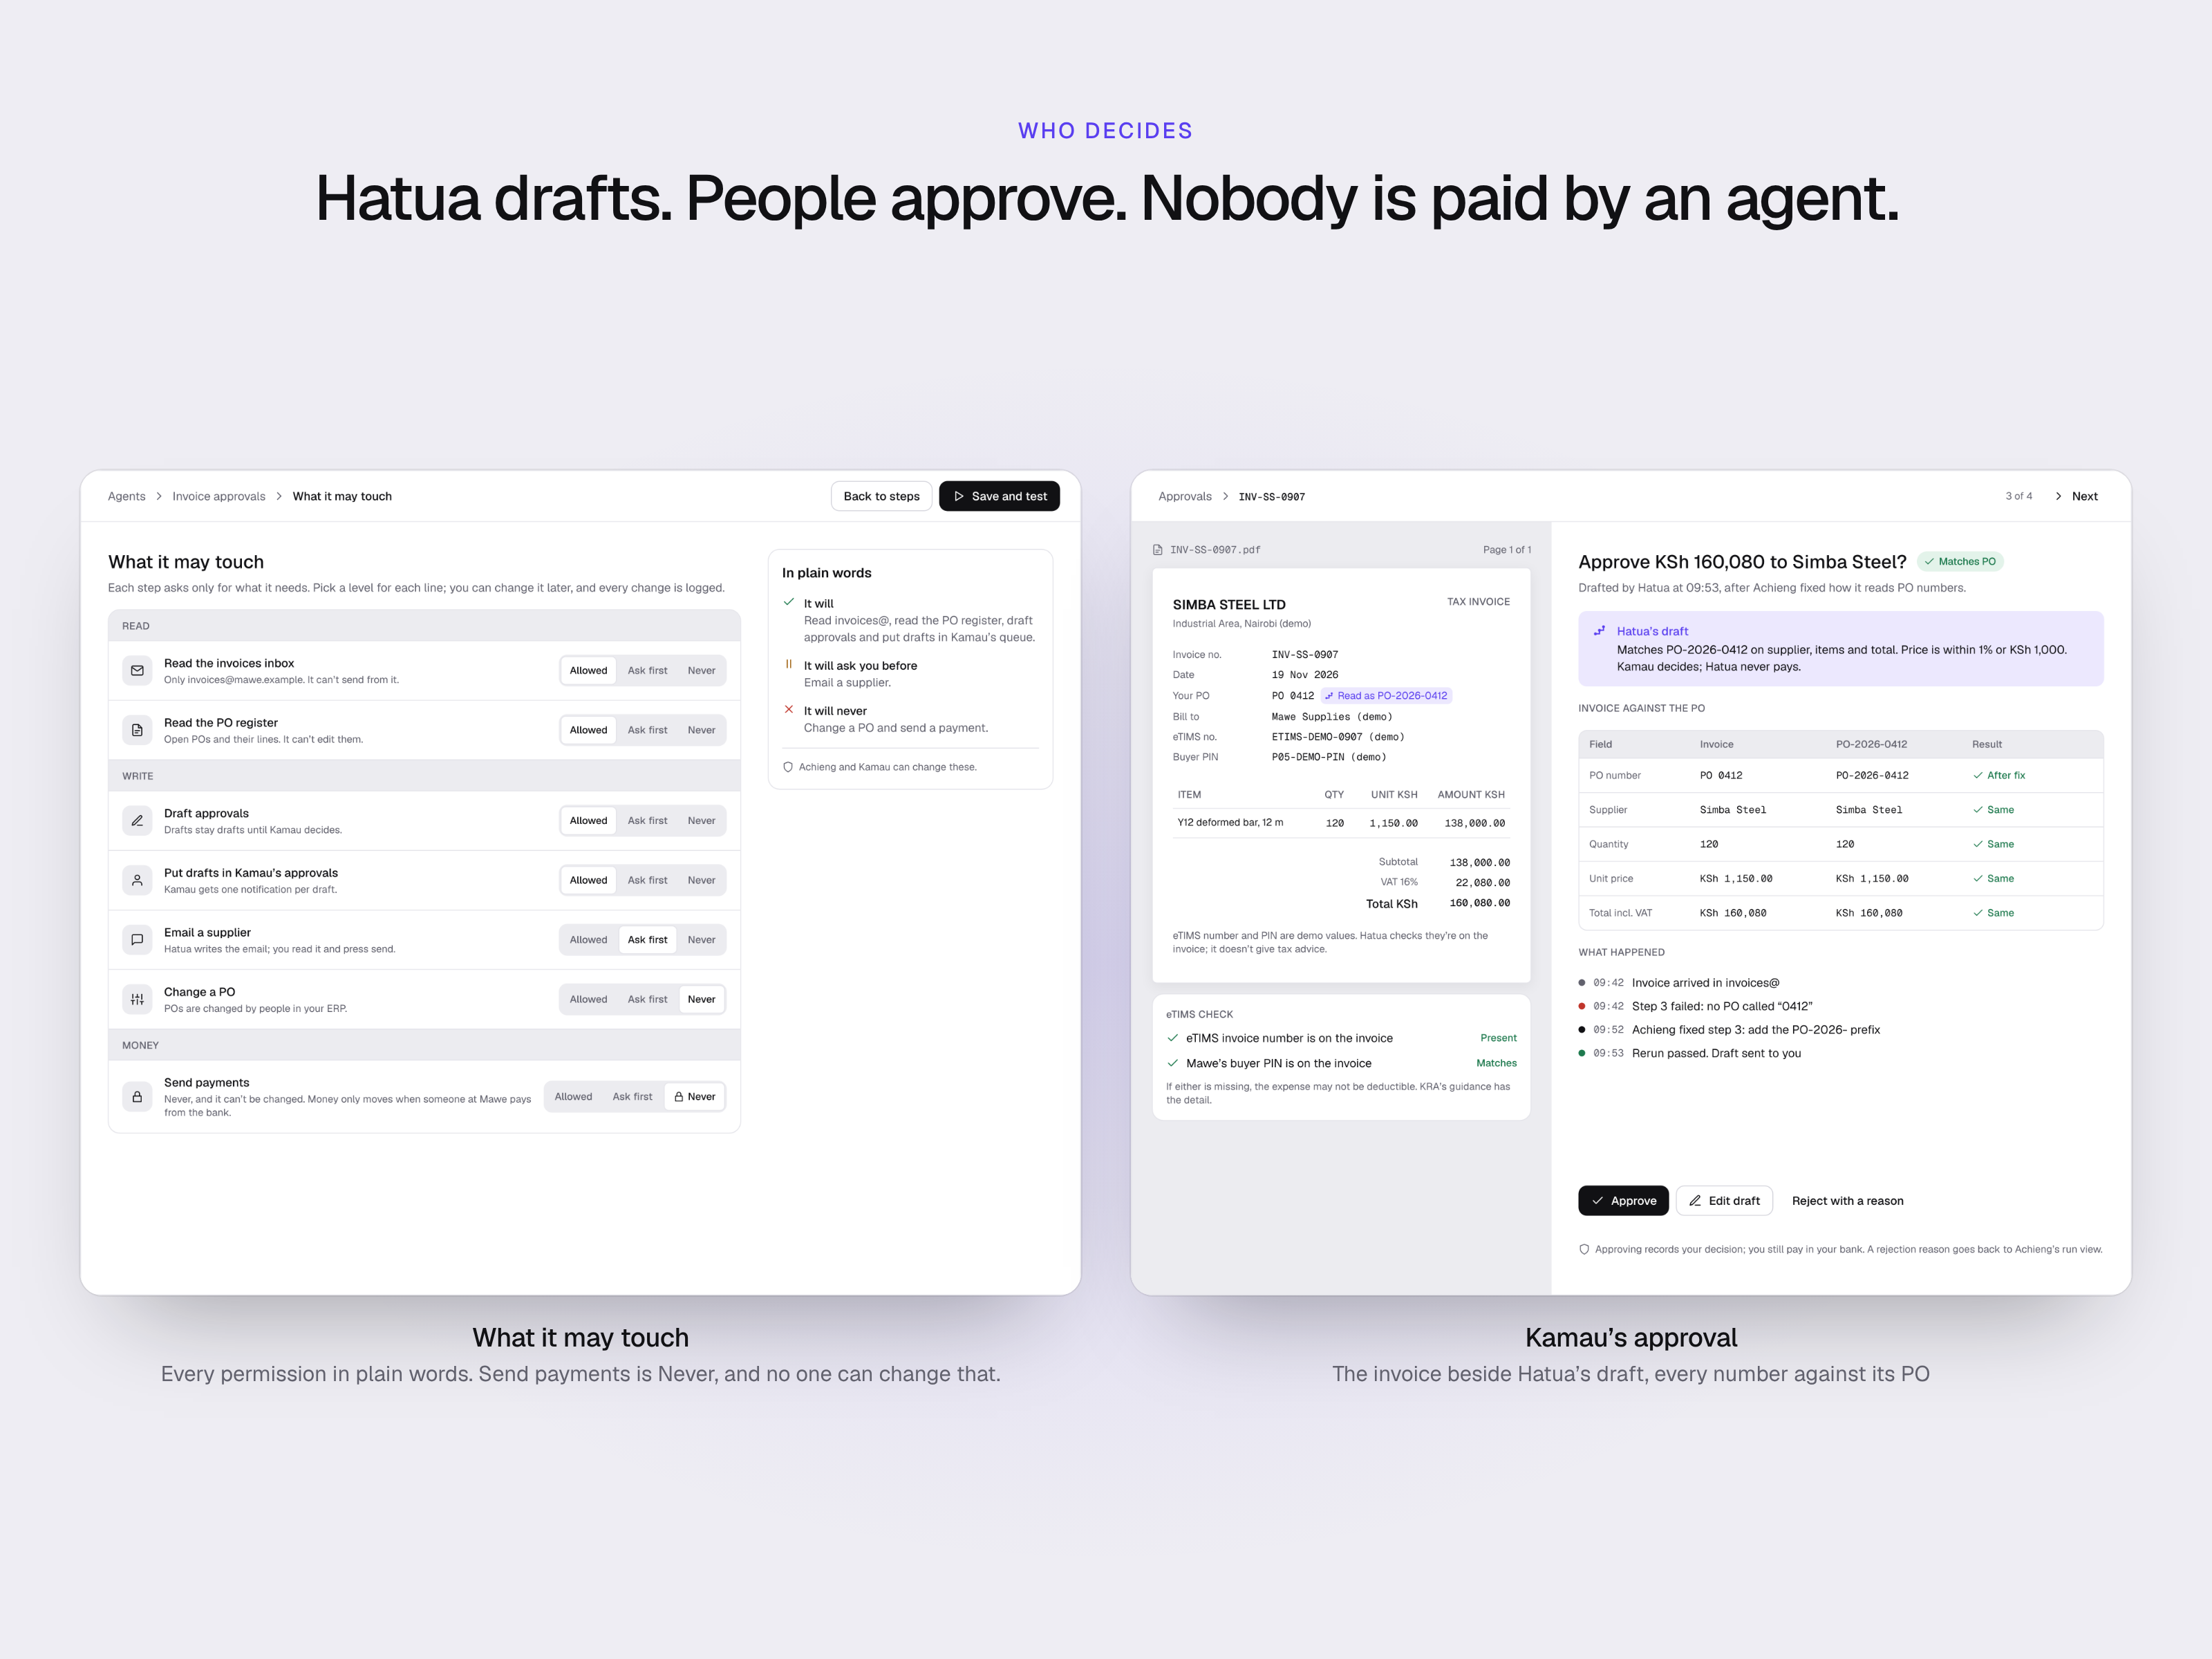 WHO DECIDES
Hatua drafts. People approve. Nobody is paid by an agent.
Agents > Invoice approvals > What it may touch
Back to steps
Save and test
What it may touch
Each step asks only for what it needs. Pick a level for each line; you can change it later, and every change is logged.
READ
Read the invoices inbox
Only invoices@mawe.example. It can't send from it.
Allowed Ask first Never
Read the PO register
Open POs and their lines. It can't edit them.
Allowed Ask first Never
WRITE
Draft approvals
Drafts stay drafts until Kamau decides.
Allowed Ask first Never
Put drafts in Kamau's approvals
Kamau gets one notification per draft.
Allowed Ask first Never
Email a supplier
Hatua writes the email; you read it and press send.
Allowed Ask first Never
Change a PO
POs are changed by people in your ERP.
Allowed Ask first Never
MONEY
Send payments
Never, and it can't be changed. Money only moves when someone at Mawe pays
from the bank.
Allowed Ask first Never
In plain words
It will
Read invoices@, read the PO register, draft
approvals and put drafts in Kamau's queue.
It will ask you before
Email a supplier.
It will never
Change a PO and send a payment.
Achieng and Kamau can change these.
What it may touch
Every permission in plain words. Send payments is Never, and no one can change that.
Approvals > INV-SS-0907
3 of 4
Next
INV-SS-0907.pdf
Page 1 of 1
SIMBA STEEL LTD
TAX INVOICE
Industrial Area, Nairobi (demo)
Invoice no. INV-SS-0907
Date 19 Nov 2026
Your PO PO 0412 Read as PO-2026-0412
Bill to Mawe Supplies (demo)
eTIMS no. ETIMS-DEMO-0907 (demo)
Buyer PIN P05-DEMO-PIN (demo)
ITEM QTY UNIT KSH AMOUNT KSH
Y12 deformed bar, 12 m 120 1,150.00 138,000.00
Subtotal 138,000.00
VAT 16% 22,080.00
Total KSh 160,080.00
eTIMS number and PIN are demo values. Hatua checks they're on the
invoice; it doesn't give tax advice.
eTIMS CHECK
eTIMS invoice number is on the invoice Present
Mawe's buyer PIN is on the invoice Matches
If either is missing, the expense may not be deductible. KRA's guidance has
the detail.
Approve KSh 160,080 to Simba Steel?
Matches PO
Drafted by Hatua at 09:53, after Achieng fixed how it reads PO numbers.
Hatua's draft
Matches PO-2026-0412 on supplier, items and total. Price is within 1% or KSh 1,000.
Kamau decides; Hatua never pays.
INVOICE AGAINST THE PO
Field Invoice PO-2026-0412 Result
PO number PO 0412 PO-2026-0412 After fix
Supplier Simba Steel Simba Steel Same
Quantity 120 120 Same
Unit price KSh 1,150.00 KSh 1,150.00 Same
Total incl. VAT KSh 160,080 KSh 160,080 Same
WHAT HAPPENED
09:42 Invoice arrived in invoices@
09:42 Step 3 failed: no PO called “0412”
09:52 Achieng fixed step 3: add the PO-2026- prefix
09:53 Rerun passed. Draft sent to you
Approve
Edit draft
Reject with a reason
Approving records your decision; you still pay in your bank. A rejection reason goes back to Achieng's run view.
Kamau’s approval
The invoice beside Hatua’s draft, every number against its PO